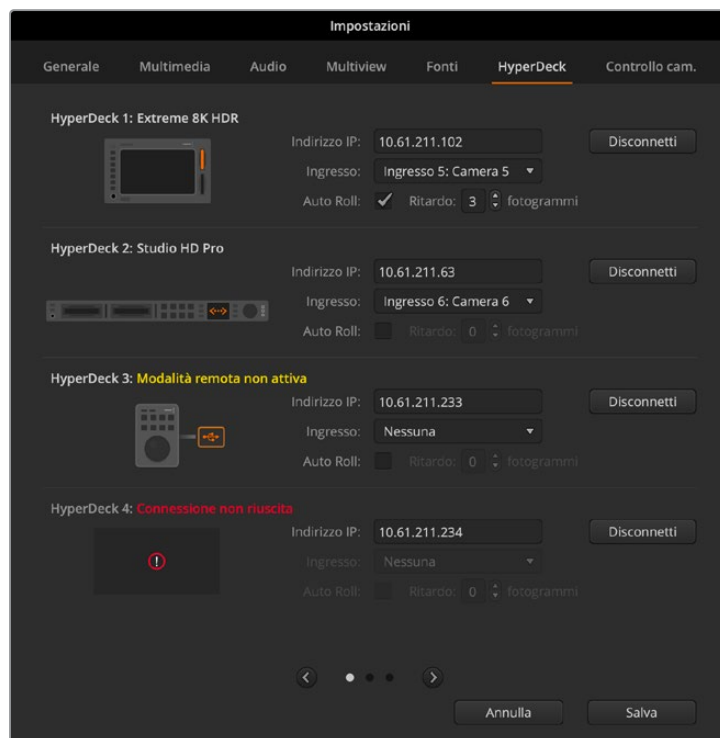 Impostazioni
Generale Multimedia Audio Multiview Fonti HyperDeck Controllo cam.
HyperDeck 1: Extreme 8K HDR
Indirizzo IP: 10.61.211.102 Disconnetti
Ingresso: Ingresso 5: Camera 5
Auto Roll: Ritardo: 3 fotogrammi
HyperDeck 2: Studio HD Pro
Indirizzo IP: 10.61.211.63 Disconnetti
Ingresso: Ingresso 6: Camera 6
Auto Roll: Ritardo: 0 fotogrammi
HyperDeck 3: Modalità remota non attiva
Indirizzo IP: 10.61.211.233 Disconnetti
Ingresso: Nessuna
Auto Roll: Ritardo: 0 fotogrammi
HyperDeck 4: Connessione non riuscita
Indirizzo IP: 10.61.211.234 Disconnetti
Ingresso: Nessuna
Auto Roll: Ritardo: 0 fotogrammi
Annulla Salva